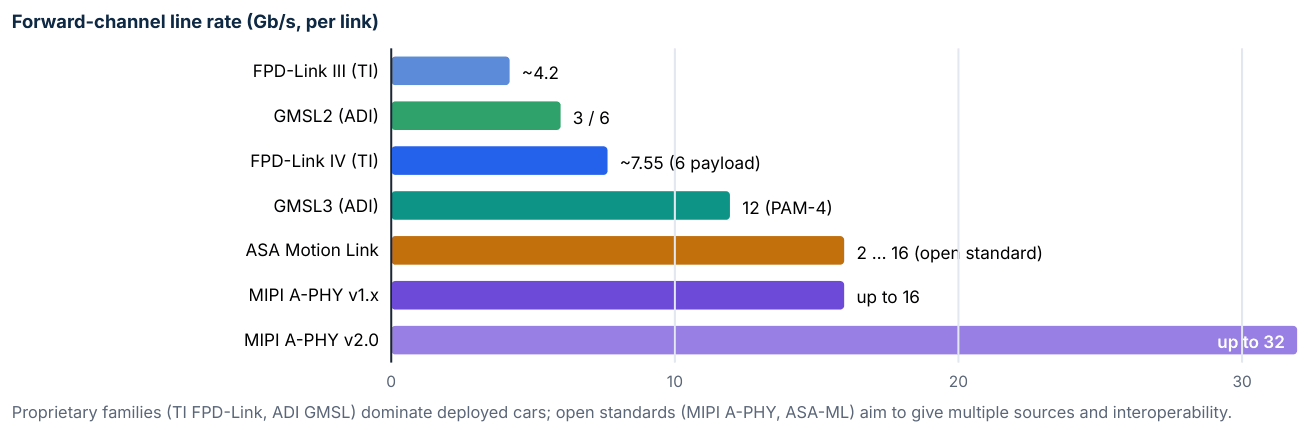 Forward-channel line rate (Gb/s, per link)
FPD-Link III (TI) ~4.2
GMSL2 (ADI) 3 / 6
FPD-Link IV (TI) ~7.55 (6 payload)
GMSL3 (ADI) 12 (PAM-4)
ASA Motion Link 2 … 16 (open standard)
MIPI A-PHY v1.x up to 16
MIPI A-PHY v2.0 up to 32
0 10 20 30
Proprietary families (TI FPD-Link, ADI GMSL) dominate deployed cars; open standards (MIPI A-PHY, ASA-ML) aim to give multiple sources and interoperability.